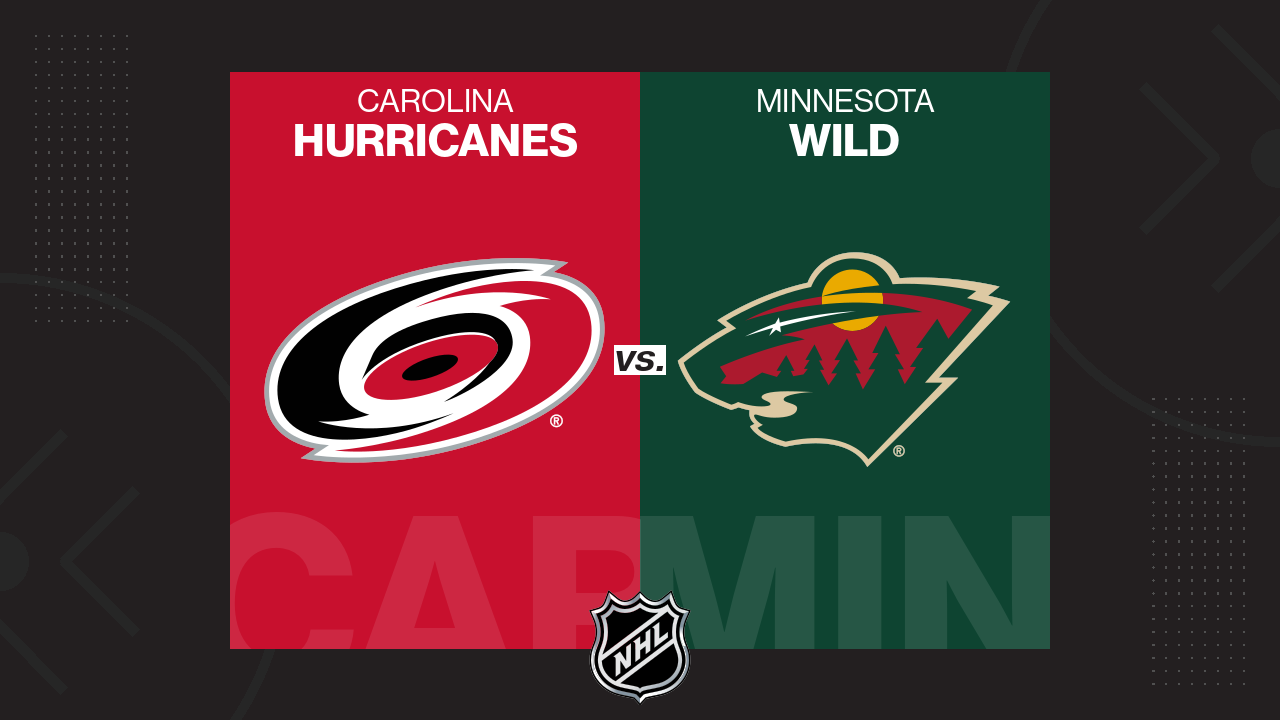 CAROLINA
HURRICANES
MINNESOTA
WILD
vs.
®
®
CAR
MIN
NHL